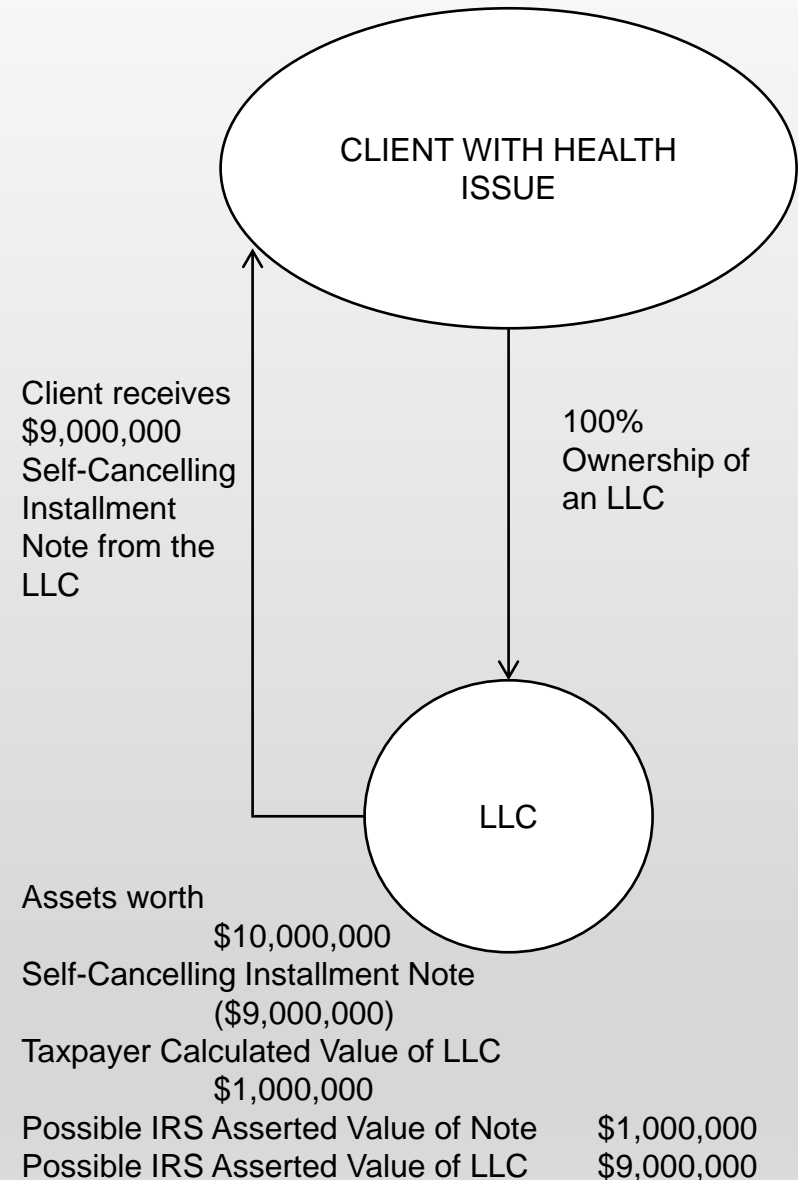 CLIENT WITH HEALTH
ISSUE
Client receives
$9,000,000
Self-Cancelling
Installment
Note from the
LLC
100%
Ownership of
an LLC
LLC
Assets worth
$10,000,000
Self-Cancelling Installment Note
($9,000,000)
Taxpayer Calculated Value of LLC
$1,000,000
Possible IRS Asserted Value of Note $1,000,000
Possible IRS Asserted Value of LLC $9,000,000